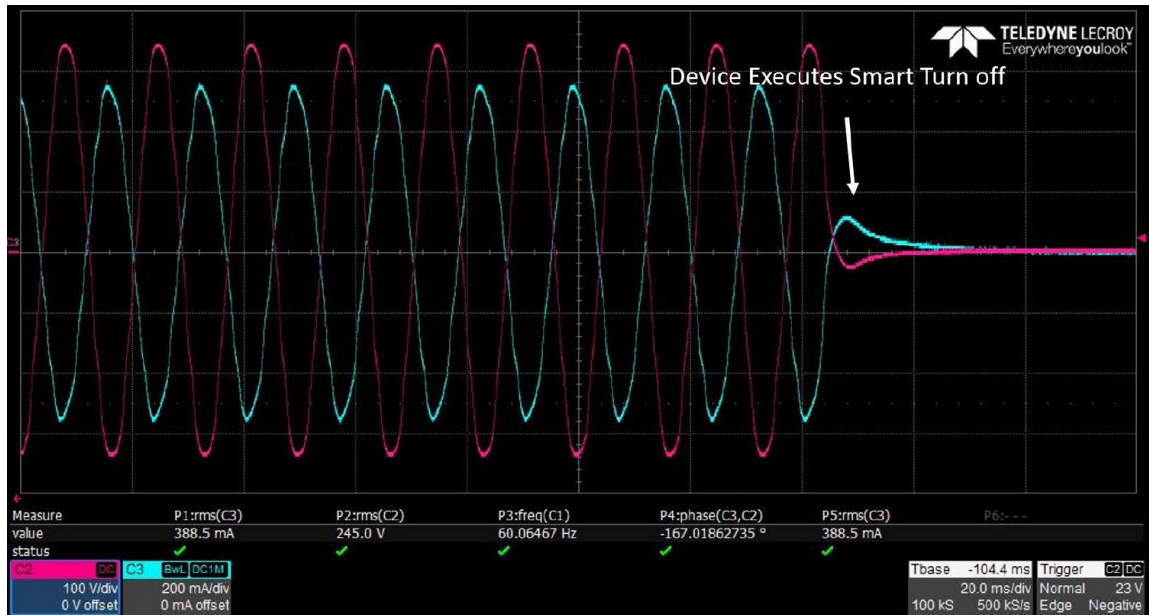 TELEDYNE LECROY
Everywhereyoulook™
Device Executes Smart Turn off
C3
Measure P1:rms(C3) P2:rms(C2) P3:freq(C1) P4:phase(C3,C2) P5:rms(C3) P6:- - -
value 388.5 mA 245.0 V 60.06467 Hz -167.01862735 ° 388.5 mA
status
C2 DC C3 BwL DC1M Tbase -104.4 ms Trigger C2 DC
100 V/div 200 mA/div 20.0 ms/div Normal 23 V
0 V offset 0 mA offset 100 kS 500 kS/s Edge Negative